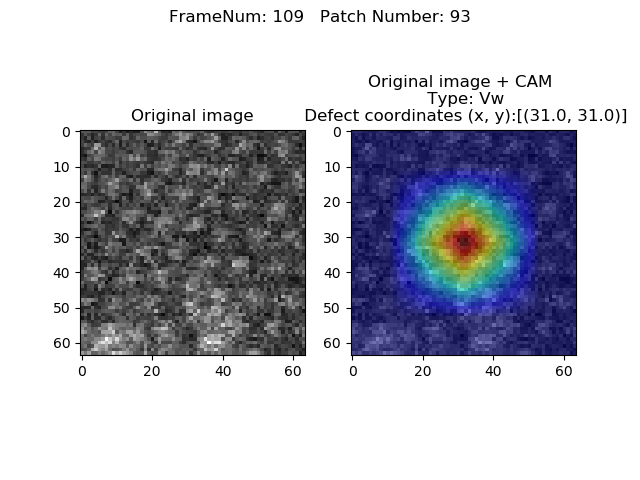 FrameNum: 109   Patch Number: 93
Original image
0
10
20
30
40
50
60
0 20 40 60
Original image + CAM
Type: Vw
Defect coordinates (x, y):[(31.0, 31.0)]
0
10
20
30
40
50
60
0 20 40 60